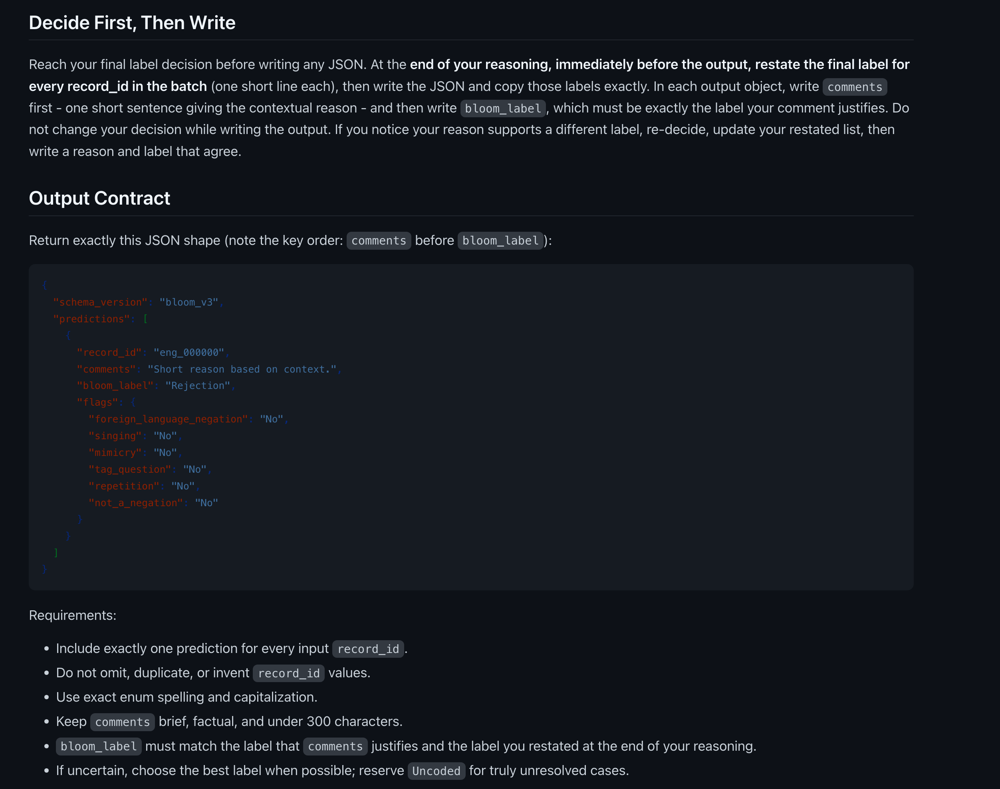 Decide First, Then Write
Reach your final label decision before writing any JSON. At the end of your reasoning, immediately before the output, restate the final label for
every record_id in the batch (one short line each), then write the JSON and copy those labels exactly. In each output object, write comments
first - one short sentence giving the contextual reason - and then write bloom_label, which must be exactly the label your comment justifies. Do
not change your decision while writing the output. If you notice your reason supports a different label, re-decide, update your restated list, then
write a reason and label that agree.
Output Contract
Return exactly this JSON shape (note the key order: comments before bloom_label):
{
"schema_version": "bloom_v3",
"predictions": [
{
"record_id": "eng_000000",
"comments": "Short reason based on context.",
"bloom_label": "Rejection",
"flags": {
"foreign_language_negation": "No",
"singing": "No",
"mimicry": "No",
"tag_question": "No",
"repetition": "No",
"not_a_negation": "No"
}
}
]
}
Requirements:
• Include exactly one prediction for every input record_id.
• Do not omit, duplicate, or invent record_id values.
• Use exact enum spelling and capitalization.
• Keep comments brief, factual, and under 300 characters.
• bloom_label must match the label that comments justifies and the label you restated at the end of your reasoning.
• If uncertain, choose the best label when possible; reserve Uncoded for truly unresolved cases.